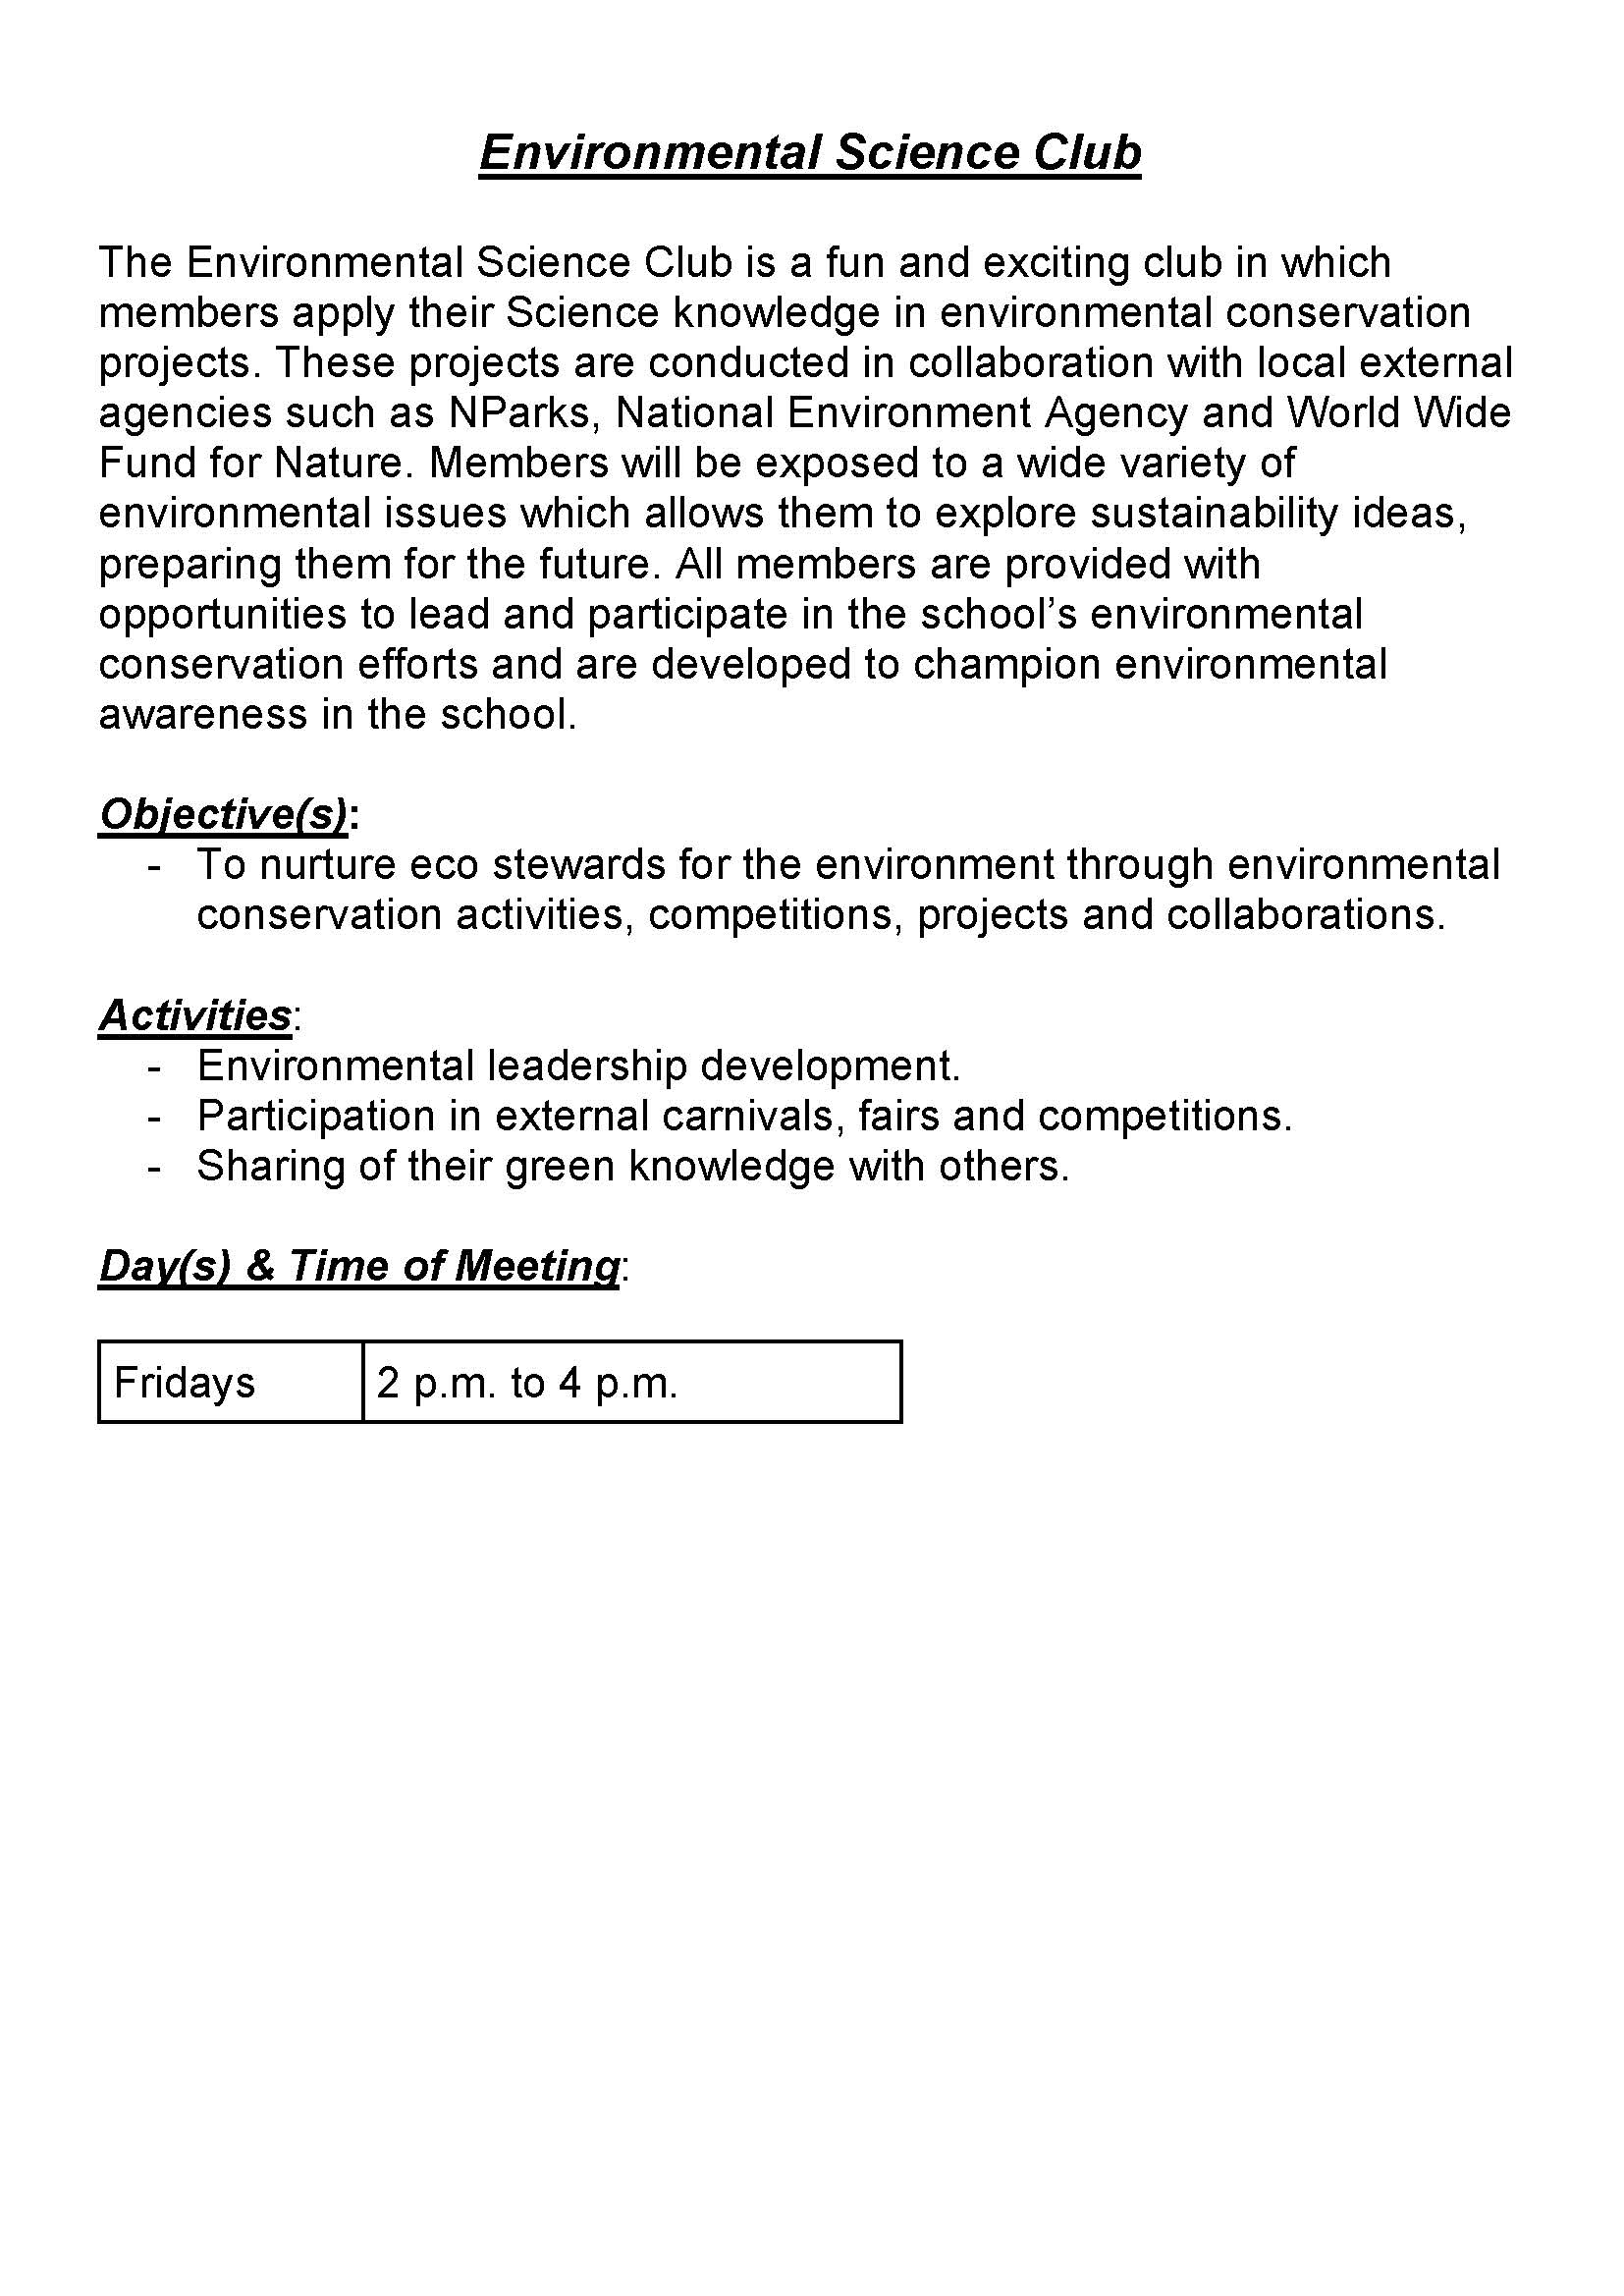 Environmental Science Club
The Environmental Science Club is a fun and exciting club in which
members apply their Science knowledge in environmental conservation
projects. These projects are conducted in collaboration with local external
agencies such as NParks, National Environment Agency and World Wide
Fund for Nature. Members will be exposed to a wide variety of
environmental issues which allows them to explore sustainability ideas,
preparing them for the future. All members are provided with
opportunities to lead and participate in the school’s environmental
conservation efforts and are developed to champion environmental
awareness in the school.
Objective(s):
- To nurture eco stewards for the environment through environmental
conservation activities, competitions, projects and collaborations.
Activities:
- Environmental leadership development.
- Participation in external carnivals, fairs and competitions.
- Sharing of their green knowledge with others.
Day(s) & Time of Meeting:
Fridays 2 p.m. to 4 p.m.